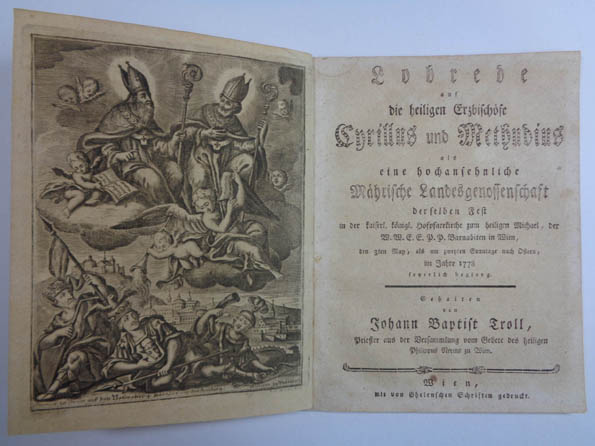 Lobrede
auf
die heiligen Erzbischöfe
Cyrillus und Methudius
als
eine hochansehnliche
Mährische Landesgenossenschaft
derselben Fest
in der kaiserl. königl. Hofpfarrkirche zum heiligen Michael, der
W. W. E. E. P. P. Barnabiten in Wien,
den 3ten May, als am zweyten Sonntage nach Ostern,
im Jahre 1778
feyerlich begieng.
Gehalten
von
Johann Baptist Troll,
Priester aus der Versammlung vom Gebete des heiligen
Philippus Nerius zu Wien.
Wien,
mit von Ghelenschen Schriften gedruckt.